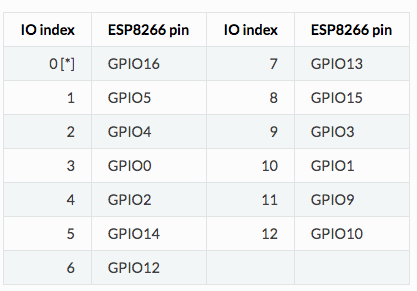 IO index ESP8266 pin IO index ESP8266 pin
0 [*] GPIO16 7 GPIO13
1 GPIO5 8 GPIO15
2 GPIO4 9 GPIO3
3 GPIO0 10 GPIO1
4 GPIO2 11 GPIO9
5 GPIO14 12 GPIO10
6 GPIO12